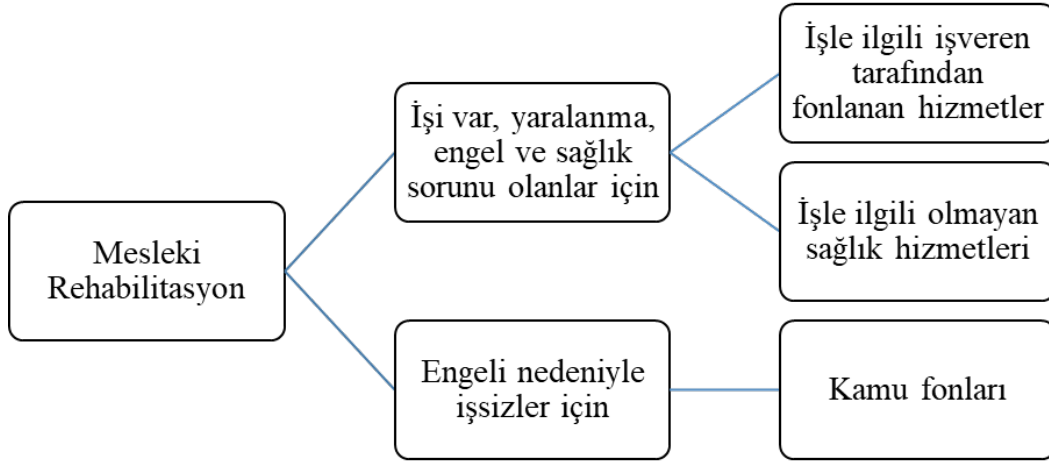 Mesleki
Rehabilitasyon
İşi var, yaralanma,
engel ve sağlık
sorunu olanlar için
İşle ilgili işveren
tarafından
fonlanan hizmetler
İşle ilgili olmayan
sağlık hizmetleri
Engeli nedeniyle
işsizler için
Kamu fonları